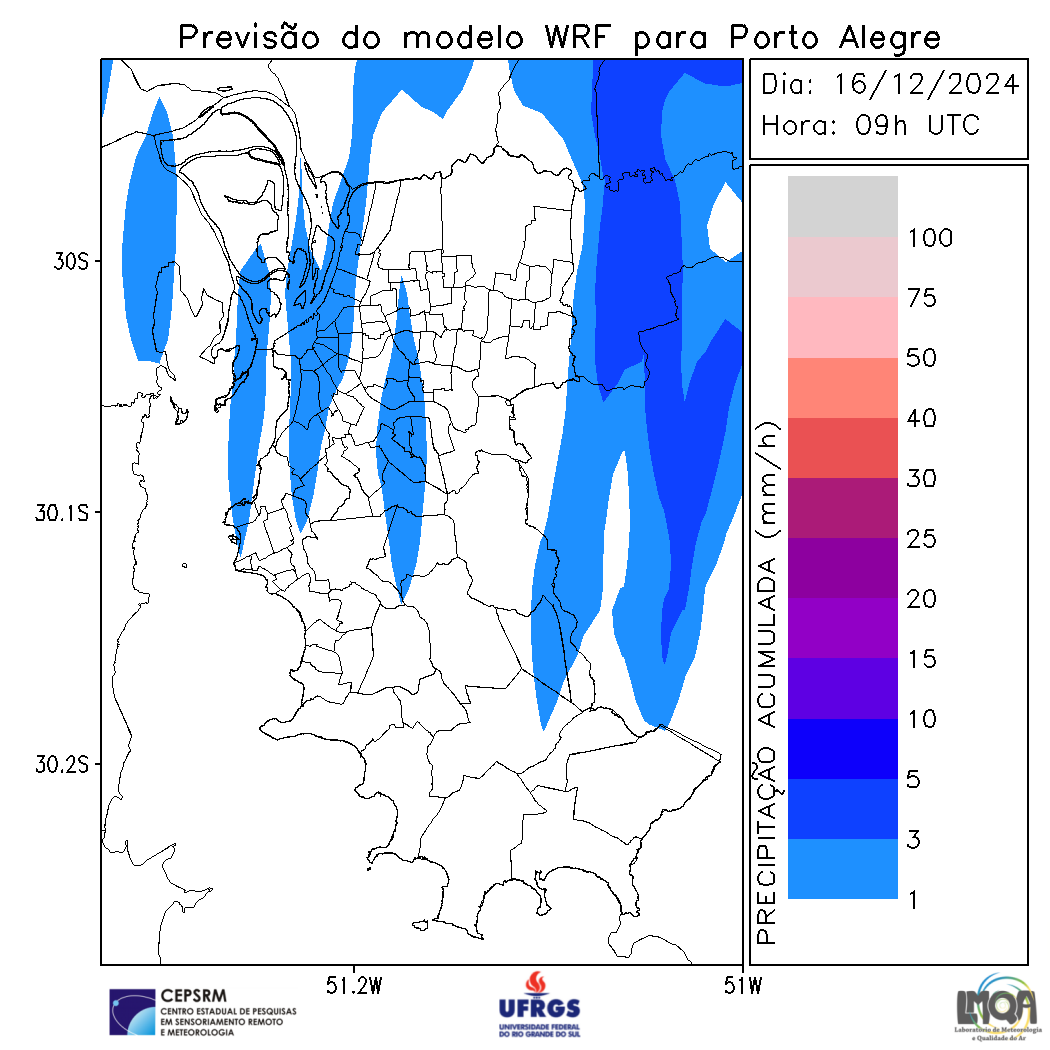 Previsão do modelo WRF para Porto Alegre
Dia: 16/12/2024
Hora: 09h UTC
30S
30.1S
30.2S
51.2W
51W
PRECIPITAÇÃO ACUMULADA (mm/h)
100
75
50
40
30
25
20
15
10
5
3
1
CEPSRM
CENTRO ESTADUAL DE PESQUISAS
EM SENSORIAMENTO REMOTO
E METEOROLOGIA
UFRGS
UNIVERSIDADE FEDERAL
DO RIO GRANDE DO SUL
LMQA
Laboratório de Meteorologia
e Qualidade do Ar